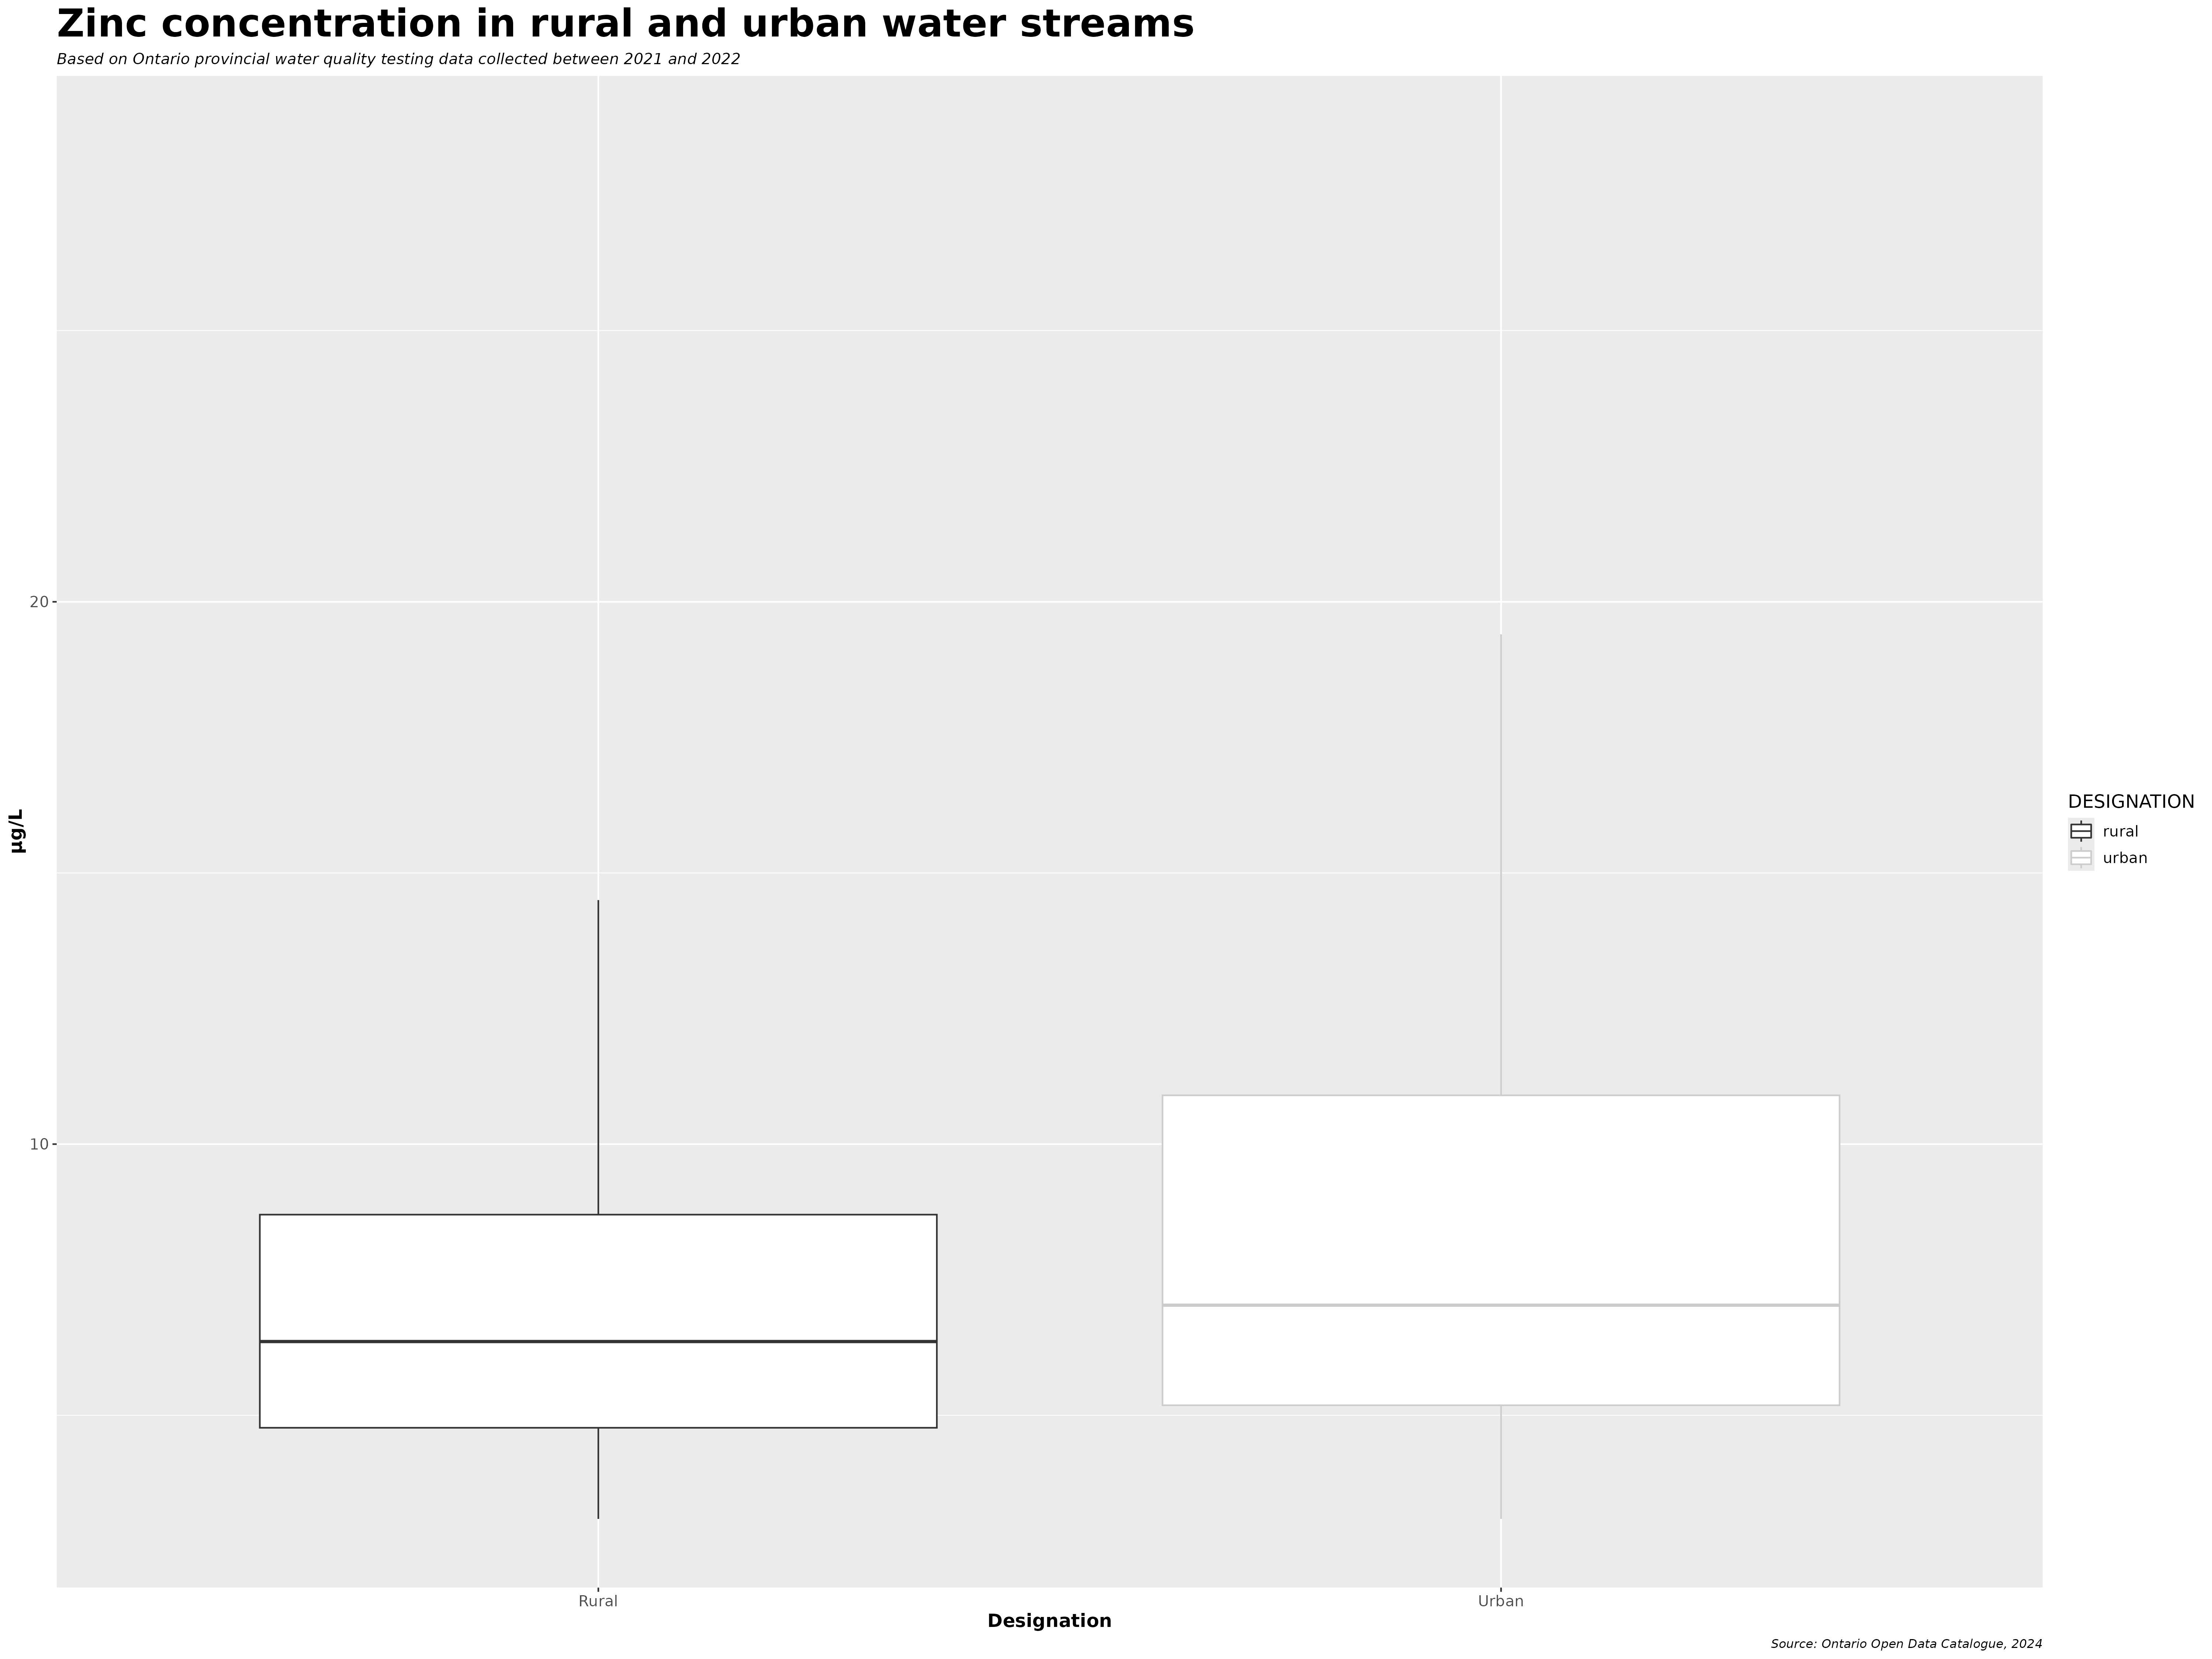 Zinc concentration in rural and urban water streams
Based on Ontario provincial water quality testing data collected between 2021 and 2022
µg/L
20
10
Rural
Urban
Designation
DESIGNATION
rural
urban
Source: Ontario Open Data Catalogue, 2024